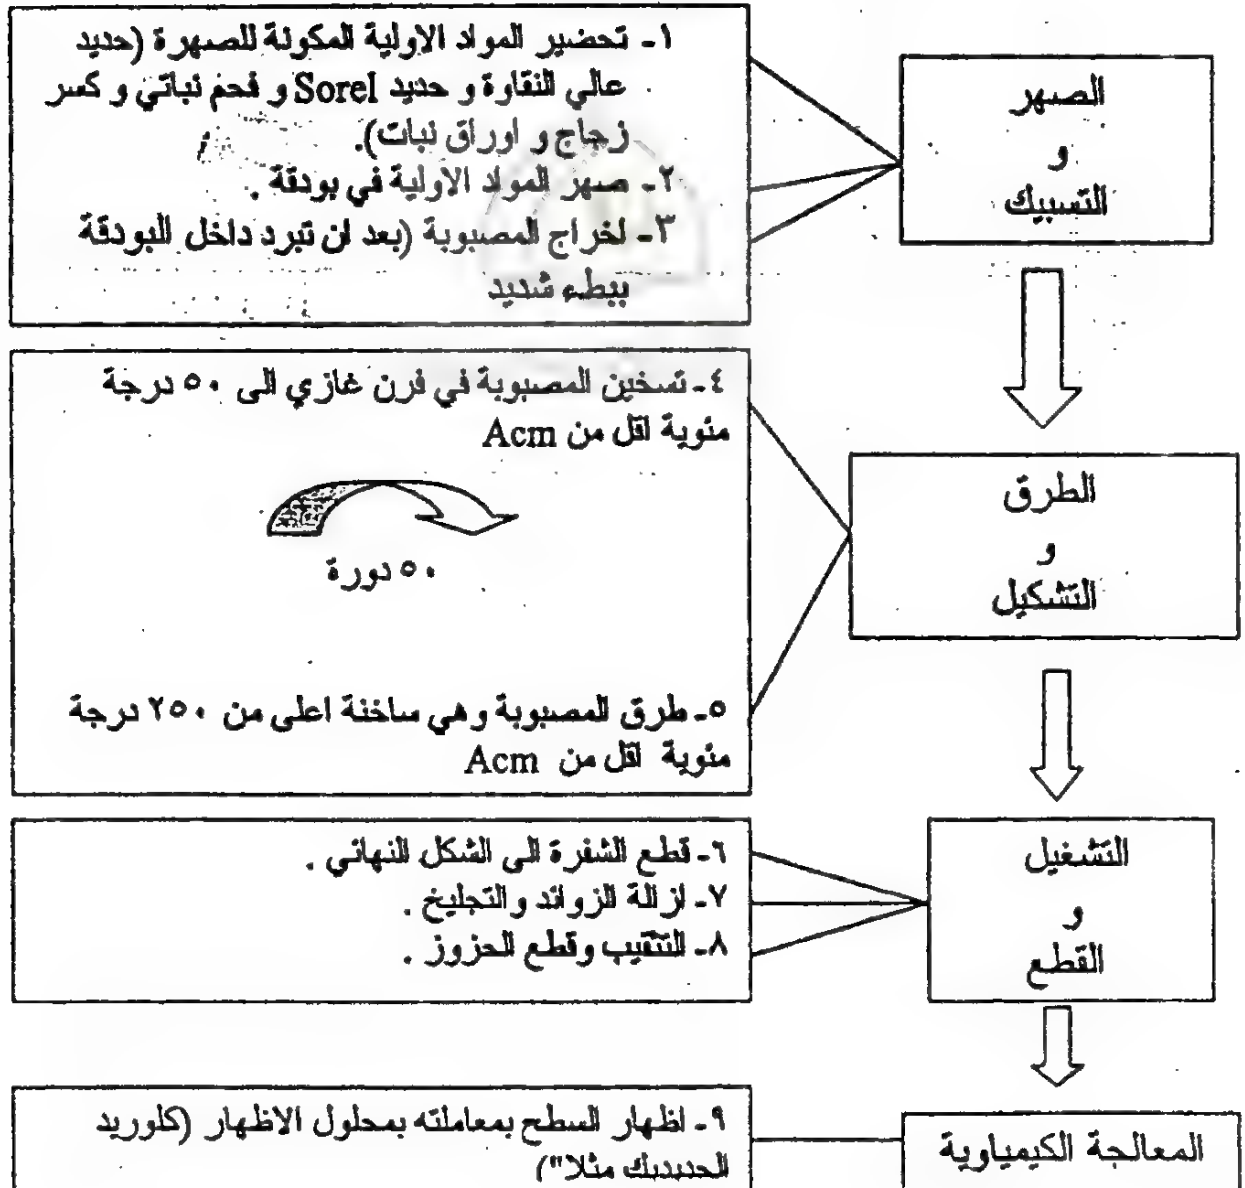 الصهر
و
التسبيك
١- تحضير المواد الاولية المكونة للصهرة (حديد
عالي النقاوة و حديد Sorel و فحم نباتي و كسر
زجاج و اوراق نبات).
٢- صهر المواد الاولية في بودقة .
٣- اخراج المصبوبة (بعد ان تبرد داخل البودقة
ببطء شديد
الطرق
و
التشكيل
٤- تسخين المصبوبة في فرن غازي الى ٥٠ درجة
مئوية اقل من Acm
٥٠ دورة
٥- طرق المصبوبة وهي ساخنة اعلى من ٢٥٠ درجة
مئوية اقل من Acm
التشغيل
و
القطع
٦- قطع الشفرة الى الشكل النهائي .
٧- ازالة الزوائد والتجليخ .
٨- التثقيب وقطع الحزوز .
المعالجة الكيمياوية
٩- اظهار السطح بمعاملته بمحلول الاظهار (كلوريد
الحديديك مثلا")